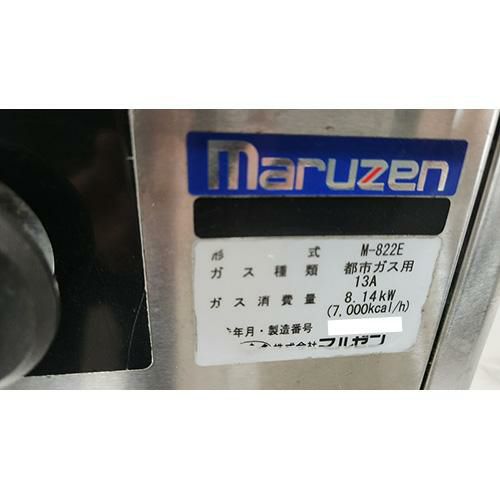 maruzen
形 式 M-822E
ガス種類 都市ガス用
13A
ガス消費量 8.14kW
(7,000kcal/h)
年月・製造番号
株式会社マルゼン